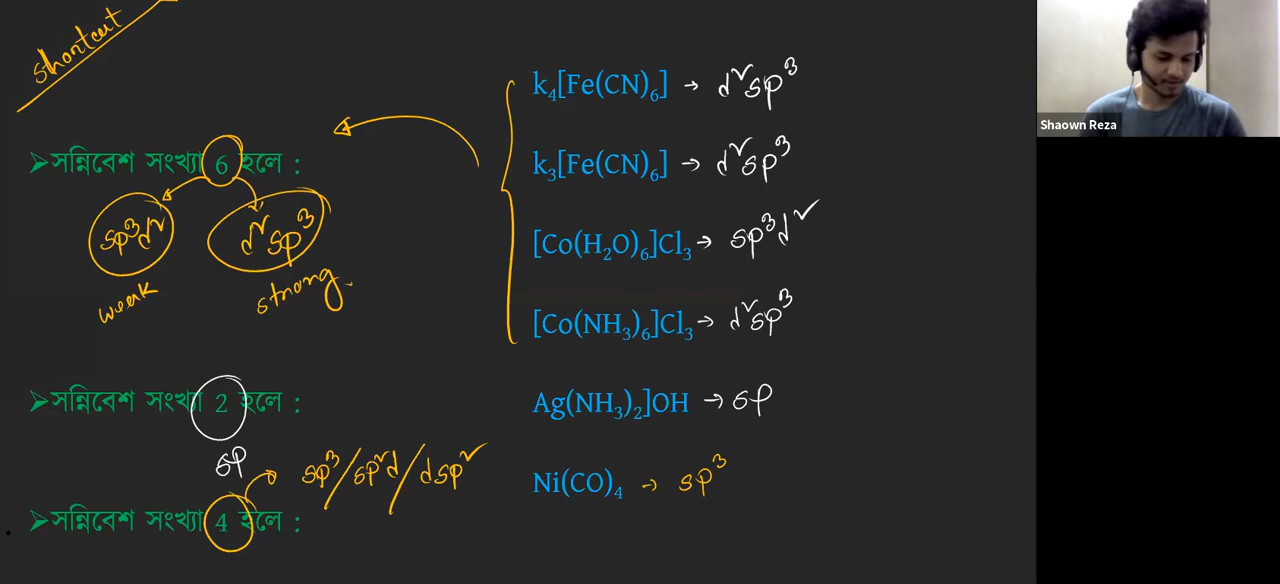 shortcut
➢সন্নিবেশ সংখ্যা 6 হলে :
sp³d² d²sp³
weak strong.
➢সন্নিবেশ সংখ্যা 2 হলে :
sp
sp³/sp²d/dsp²
➢সন্নিবেশ সংখ্যা 4 হলে :
k₄[Fe(CN)₆] → d²sp³
k₃[Fe(CN)₆] → d²sp³
[Co(H₂O)₆]Cl₃ → sp³d²
[Co(NH₃)₆]Cl₃ → d²sp³
Ag(NH₃)₂]OH → sp
Ni(CO)₄ → sp³
Shaown Reza